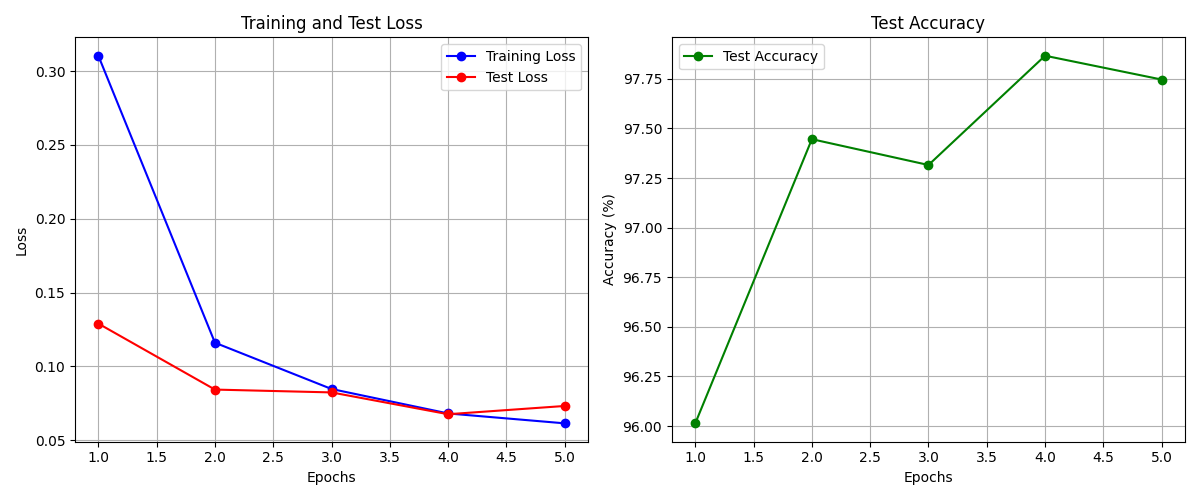 Training and Test Loss
Training Loss
Test Loss
0.30
0.25
0.20
0.15
0.10
0.05
Loss
1.0 1.5 2.0 2.5 3.0 3.5 4.0 4.5 5.0
Epochs
Test Accuracy
Test Accuracy
97.75
97.50
97.25
97.00
96.75
96.50
96.25
96.00
Accuracy (%)
1.0 1.5 2.0 2.5 3.0 3.5 4.0 4.5 5.0
Epochs